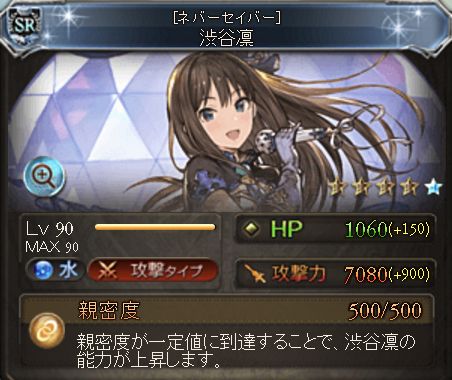 SR
[ネバーセイバー]
渋谷凛
Lv 90
MAX 90
HP 1060(+150)
水 攻撃タイプ
攻撃力 7080(+900)
親密度 500/500
親密度が一定値に到達することで、渋谷凛の
能力が上昇します。